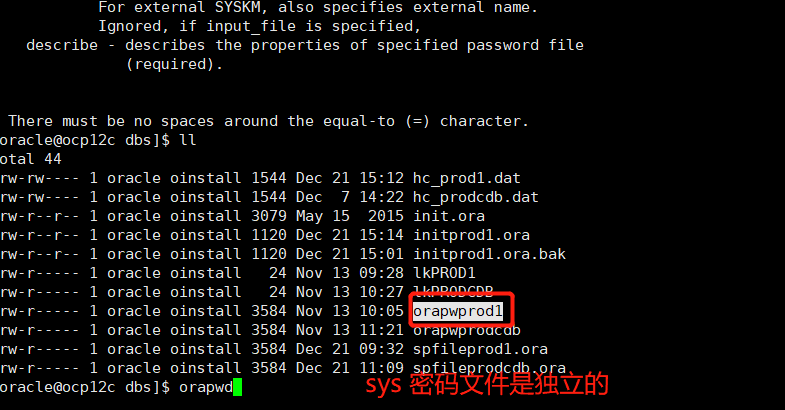 For external SYSKM, also specifies external name.
Ignored, if input_file is specified,
describe - describes the properties of specified password file
(required).
There must be no spaces around the equal-to (=) character.
oracle@ocp12c dbs]$ ll
otal 44
rw-rw---- 1 oracle oinstall 1544 Dec 21 15:12 hc_prod1.dat
rw-rw---- 1 oracle oinstall 1544 Dec  7 14:22 hc_prodcdb.dat
rw-r--r-- 1 oracle oinstall 3079 May 15  2015 init.ora
rw-r--r-- 1 oracle oinstall 1120 Dec 21 15:14 initprod1.ora
rw-r--r-- 1 oracle oinstall 1120 Dec 21 15:01 initprod1.ora.bak
rw-r----- 1 oracle oinstall   24 Nov 13 09:28 lkPROD1
rw-r----- 1 oracle oinstall   24 Nov 13 10:27 lkPRODCDB
rw-r----- 1 oracle oinstall 3584 Nov 13 10:05 orapwprod1
rw-r----- 1 oracle oinstall 3584 Nov 13 11:21 orapwprodcdb
rw-r----- 1 oracle oinstall 3584 Dec 21 09:32 spfileprod1.ora
rw-r----- 1 oracle oinstall 3584 Dec 21 11:09 spfileprodcdb.ora
oracle@ocp12c dbs]$ orapwd
sys 密码文件是独立的